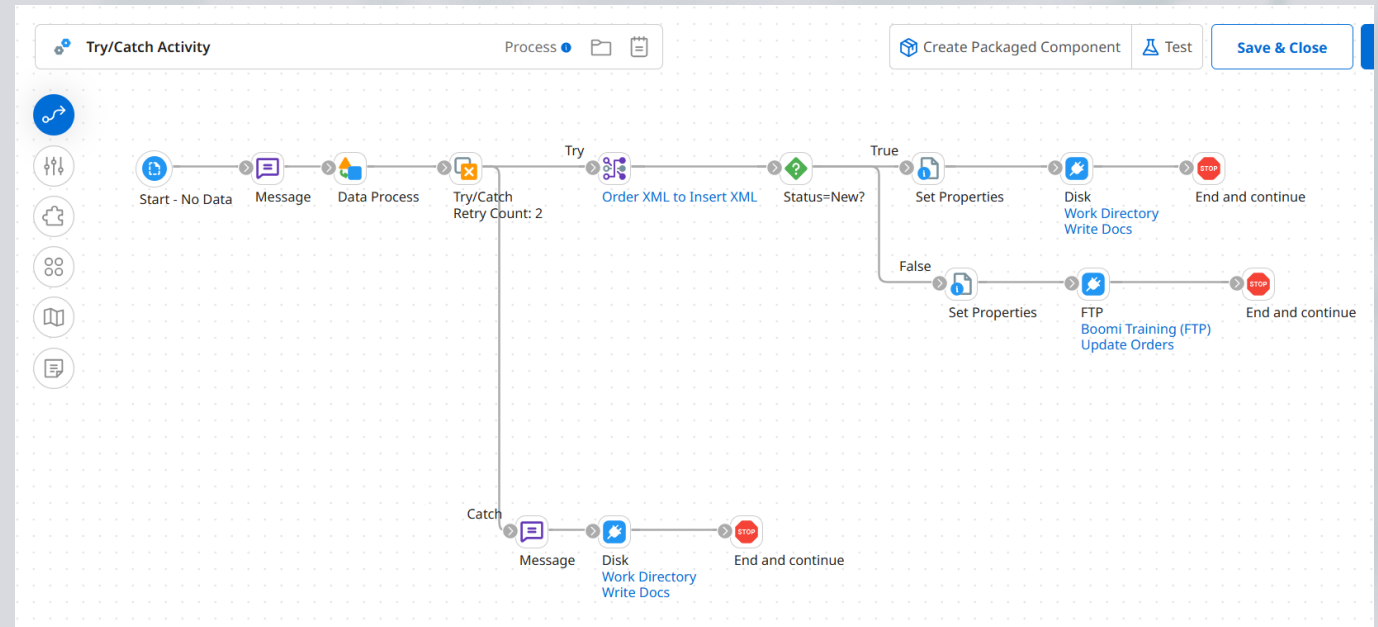 Try/Catch Activity
Process
Create Packaged Component
Test
Save & Close
Try
True
Start - No Data
Message
Data Process
Try/Catch
Retry Count: 2
Order XML to Insert XML
Status=New?
Set Properties
Disk
Work Directory
Write Docs
End and continue
STOP
False
Set Properties
FTP
Boomi Training (FTP)
Update Orders
STOP
End and continue
Catch
Message
Disk
Work Directory
Write Docs
STOP
End and continue